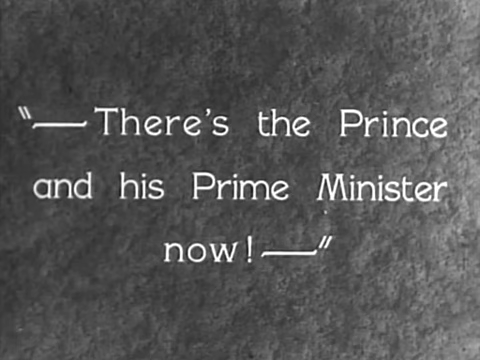 "—There's the Prince
and his Prime Minister
now!—"